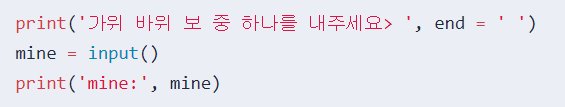 print('가위 바위 보 중 하나를 내주세요> ', end = ' ')
mine = input()
print('mine:', mine)